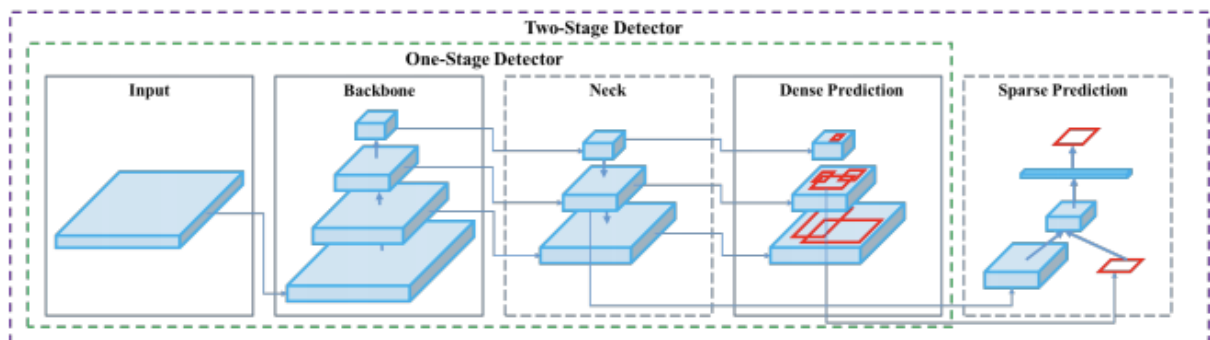 Two-Stage Detector
One-Stage Detector
Input
Backbone
Neck
Dense Prediction
Sparse Prediction